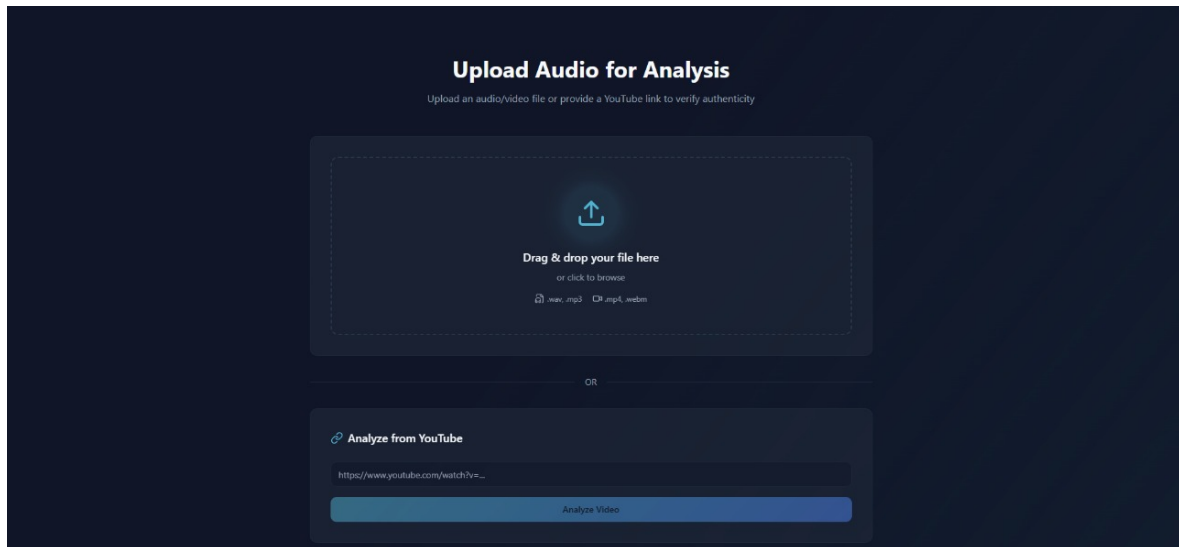 Upload Audio for Analysis
Upload an audio/video file or provide a YouTube link to verify authenticity
Drag & drop your file here
or click to browse
.wav, .mp3 .mp4, .webm
OR
Analyze from YouTube
https://www.youtube.com/watch?v=...
Analyze Video